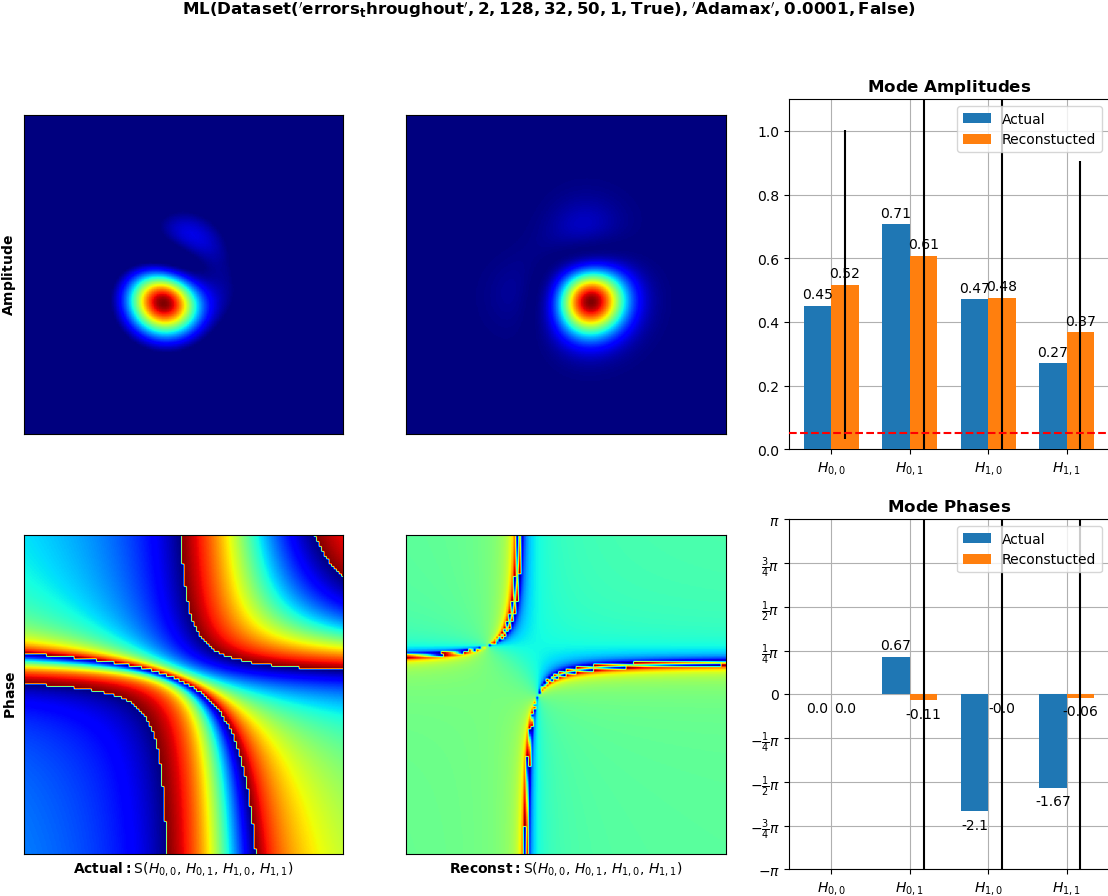 ML(Dataset('errors_throughout', 2, 128, 32, 50, 1, True), 'Adamax', 0.0001, False)
Mode Amplitudes
Amplitude
Actual
Reconstucted
1.0
0.8
0.6
0.4
0.2
0.0
0.45
0.52
0.71
0.61
0.47
0.48
0.27
0.37
H0,0
H0,1
H1,0
H1,1
Mode Phases
Phase
Actual
Reconstucted
π
3/4π
1/2π
1/4π
0
−1/4π
−1/2π
−3/4π
−π
0.0
0.0
0.67
-0.11
-2.1
-0.0
-1.67
-0.06
H0,0
H0,1
H1,0
H1,1
Actual: S(H0,0, H0,1, H1,0, H1,1)
Reconst: S(H0,0, H0,1, H1,0, H1,1)